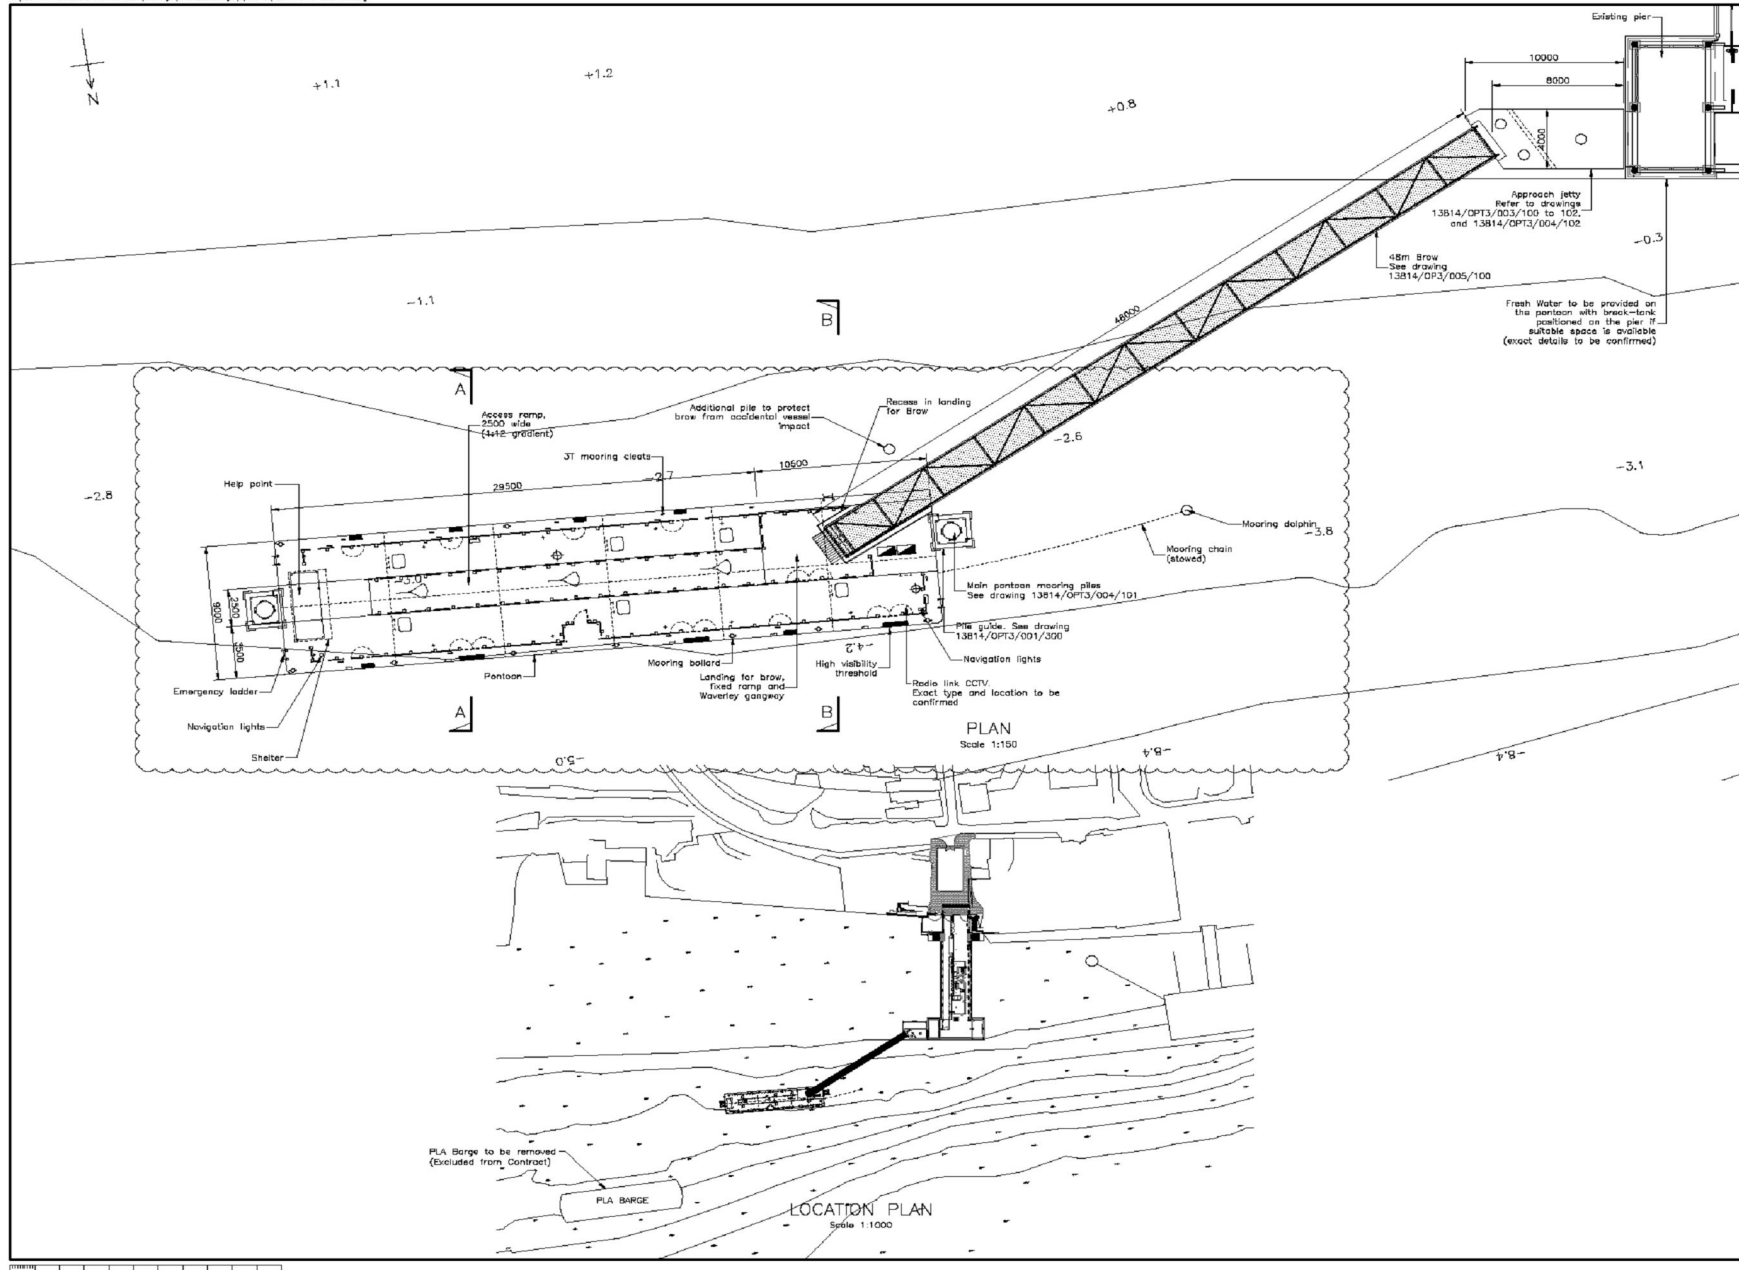 N
+1.1
+1.2
+0.8
Existing pier
10000
8000
4000
Approach jetty
Refer to drawings
13814/OPT3/003/100 to 102,
and 13814/OPT3/004/102
-0.3
48m Brow
See drawing
13814/OP3/005/100
Fresh Water to be provided on
the pontoon with break-tank
positioned on the pier if
suitable space is available
(exact details to be confirmed)
-1.1
B
A
Access ramp,
2500 wide
(1:12 gradient)
Additional pile to protect
brow from accidental vessel
impact
Recess in landing
for Brow
-2.6
-3.1
3T mooring cleats
10600
-2.7
29500
Help point
-2.8
Mooring dolphin
-3.8
Mooring chain
(stowed)
Main pontoon mooring piles
See drawing 13814/OPT3/004/101
9000
2500
Pile guide. See drawing
13814/OPT3/001/300
-4.2
Navigation lights
Mooring bollard
High visibility
threshold
Emergency ladder
Pontoon
Landing for brow,
fixed ramp and
Waverley gangway
Radio link CCTV.
Exact type and location to be
confirmed
Navigation lights
A
B
PLAN
Scale 1:150
Shelter
-5.0
-8.4
-8.4
PLA Barge to be removed
(Excluded from Contract)
PLA BARGE
LOCATION PLAN
Scale 1:1000